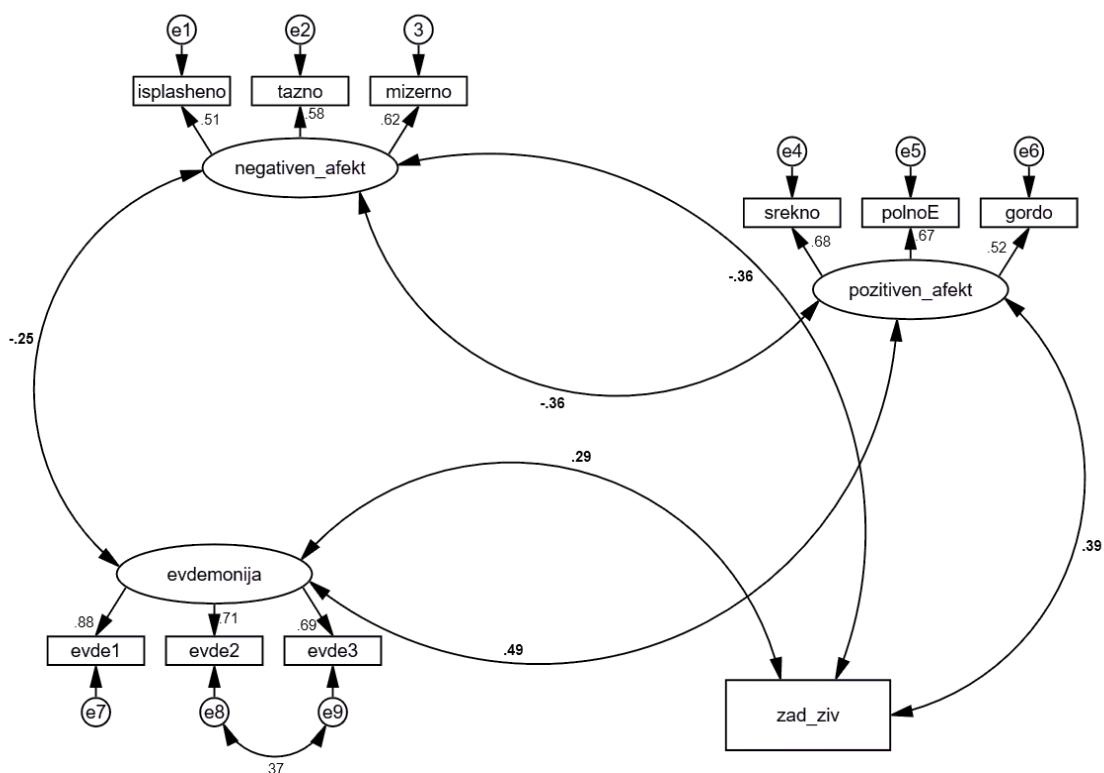 e1
e2
3
isplasheno
tazno
mizerno
.51
.58
.62
negativen_afekt
e4
e5
e6
srekno
polnoE
gordo
.68
.67
.52
pozitiven_afekt
-.36
-.25
-.36
.29
.39
evdemonija
.88
.71
.69
evde1
evde2
evde3
.49
e7
e8
e9
zad_ziv
.37